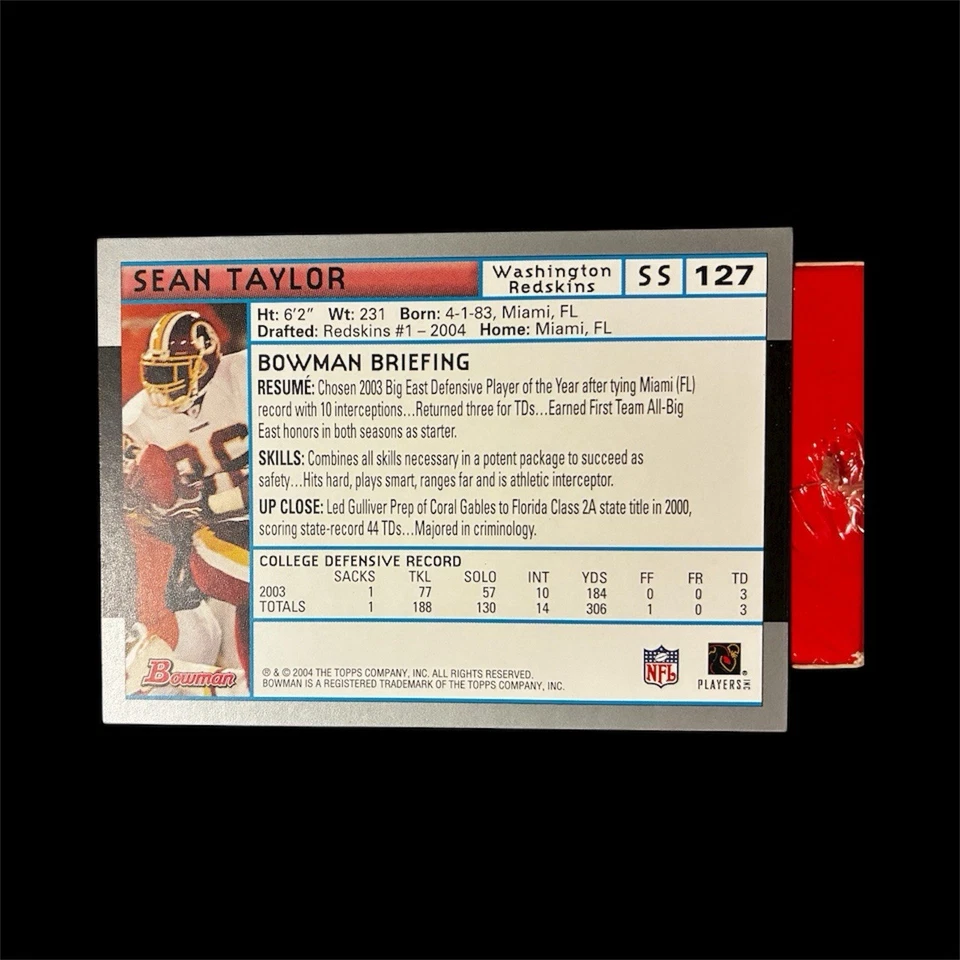 SEAN TAYLOR
Washington
Redskins
SS
127
Ht: 6'2" Wt: 231 Born: 4-1-83, Miami, FL
Drafted: Redskins #1 – 2004 Home: Miami, FL
BOWMAN BRIEFING
RESUMÉ: Chosen 2003 Big East Defensive Player of the Year after tying Miami (FL)
record with 10 interceptions...Returned three for TDs...Earned First Team All-Big
East honors in both seasons as starter.
SKILLS: Combines all skills necessary in a potent package to succeed as
safety...Hits hard, plays smart, ranges far and is athletic interceptor.
UP CLOSE: Led Gulliver Prep of Coral Gables to Florida Class 2A state title in 2000,
scoring state-record 44 TDs...Majored in criminology.
COLLEGE DEFENSIVE RECORD
SACKS TKL SOLO INT YDS FF FR TD
2003 1 77 57 10 184 0 0 3
TOTALS 1 188 130 14 306 1 0 3
Bowman
® & © 2004 THE TOPPS COMPANY, INC. ALL RIGHTS RESERVED.
BOWMAN IS A REGISTERED TRADEMARK OF THE TOPPS COMPANY, INC.
NFL
PLAYERS INC